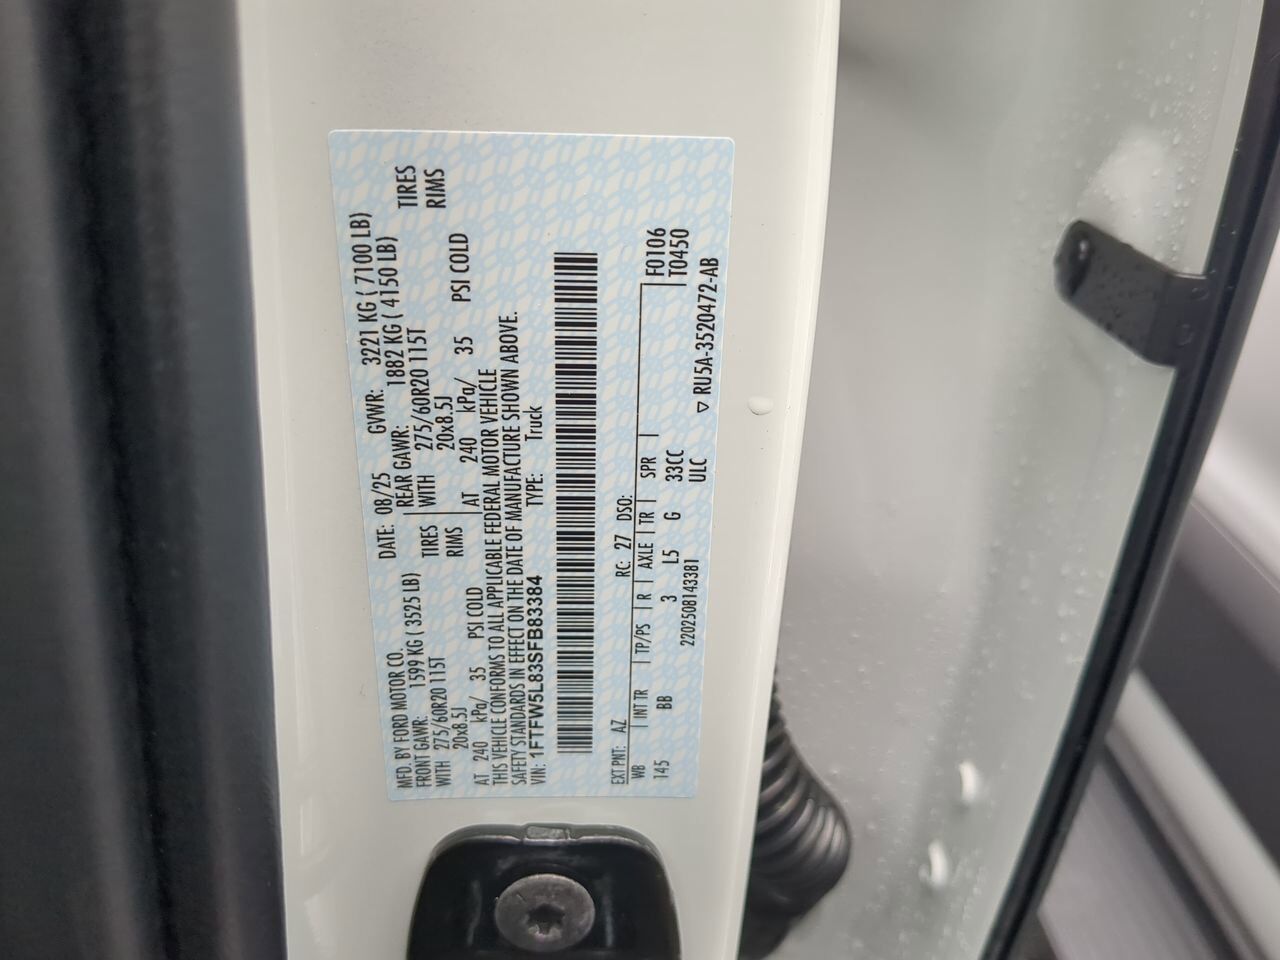 MFD. BY FORD MOTOR CO. DATE: 08/25 GVWR: 3221 KG ( 7100 LB)
FRONT GAWR: 1599 KG ( 3525 LB) REAR GAWR: 1882 KG ( 4150 LB)
WITH 275/60R20 115T TIRES WITH 275/60R20 115T TIRES
20x8.5J RIMS 20x8.5J RIMS
AT 240 kPa/ 35 PSI COLD AT 240 kPa/ 35 PSI COLD
THIS VEHICLE CONFORMS TO ALL APPLICABLE FEDERAL MOTOR VEHICLE
SAFETY STANDARDS IN EFFECT ON THE DATE OF MANUFACTURE SHOWN ABOVE.
VIN: 1FTFW5L83SFB83384 TYPE: Truck
EXT PNT: AZ RC: 27 DSO: F0106
WB INT TR TP/PS R AXLE TR SPR T0450
145 BB 3 L5 G 33CC
2202508143381 ULC ▽ RU5A-3520472-AB